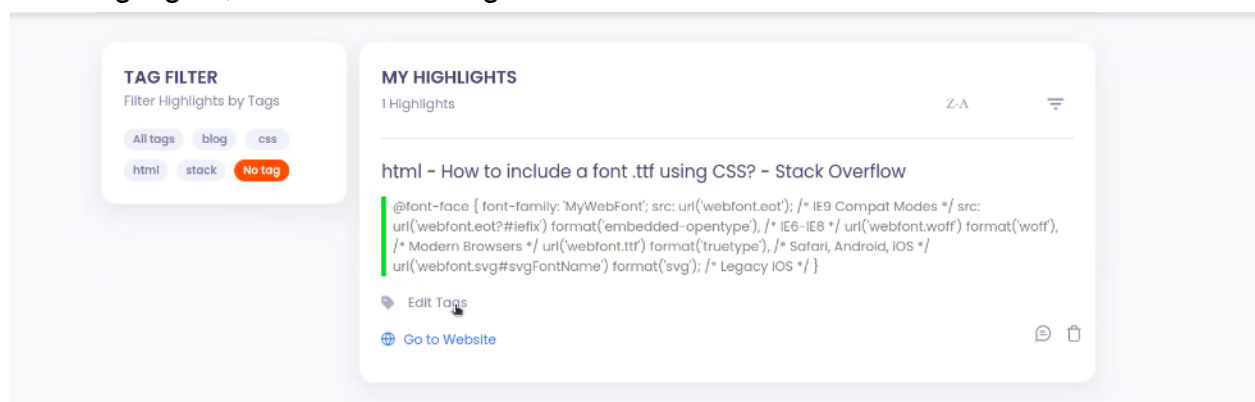 TAG FILTER
Filter Highlights by Tags
All tags blog css
html stack No tag
MY HIGHLIGHTS
1 Highlights
Z-A
html - How to include a font .ttf using CSS? - Stack Overflow
@font-face { font-family: 'MyWebFont'; src: url('webfont.eot'); /* IE9 Compat Modes */ src:
url('webfont.eot?#iefix') format('embedded-opentype'), /* IE6-IE8 */ url('webfont.woff') format('woff'),
/* Modern Browsers */ url('webfont.ttf') format('truetype'), /* Safari, Android, iOS */
url('webfont.svg#svgFontName') format('svg'); /* Legacy iOS */ }
Edit Tags
Go to Website